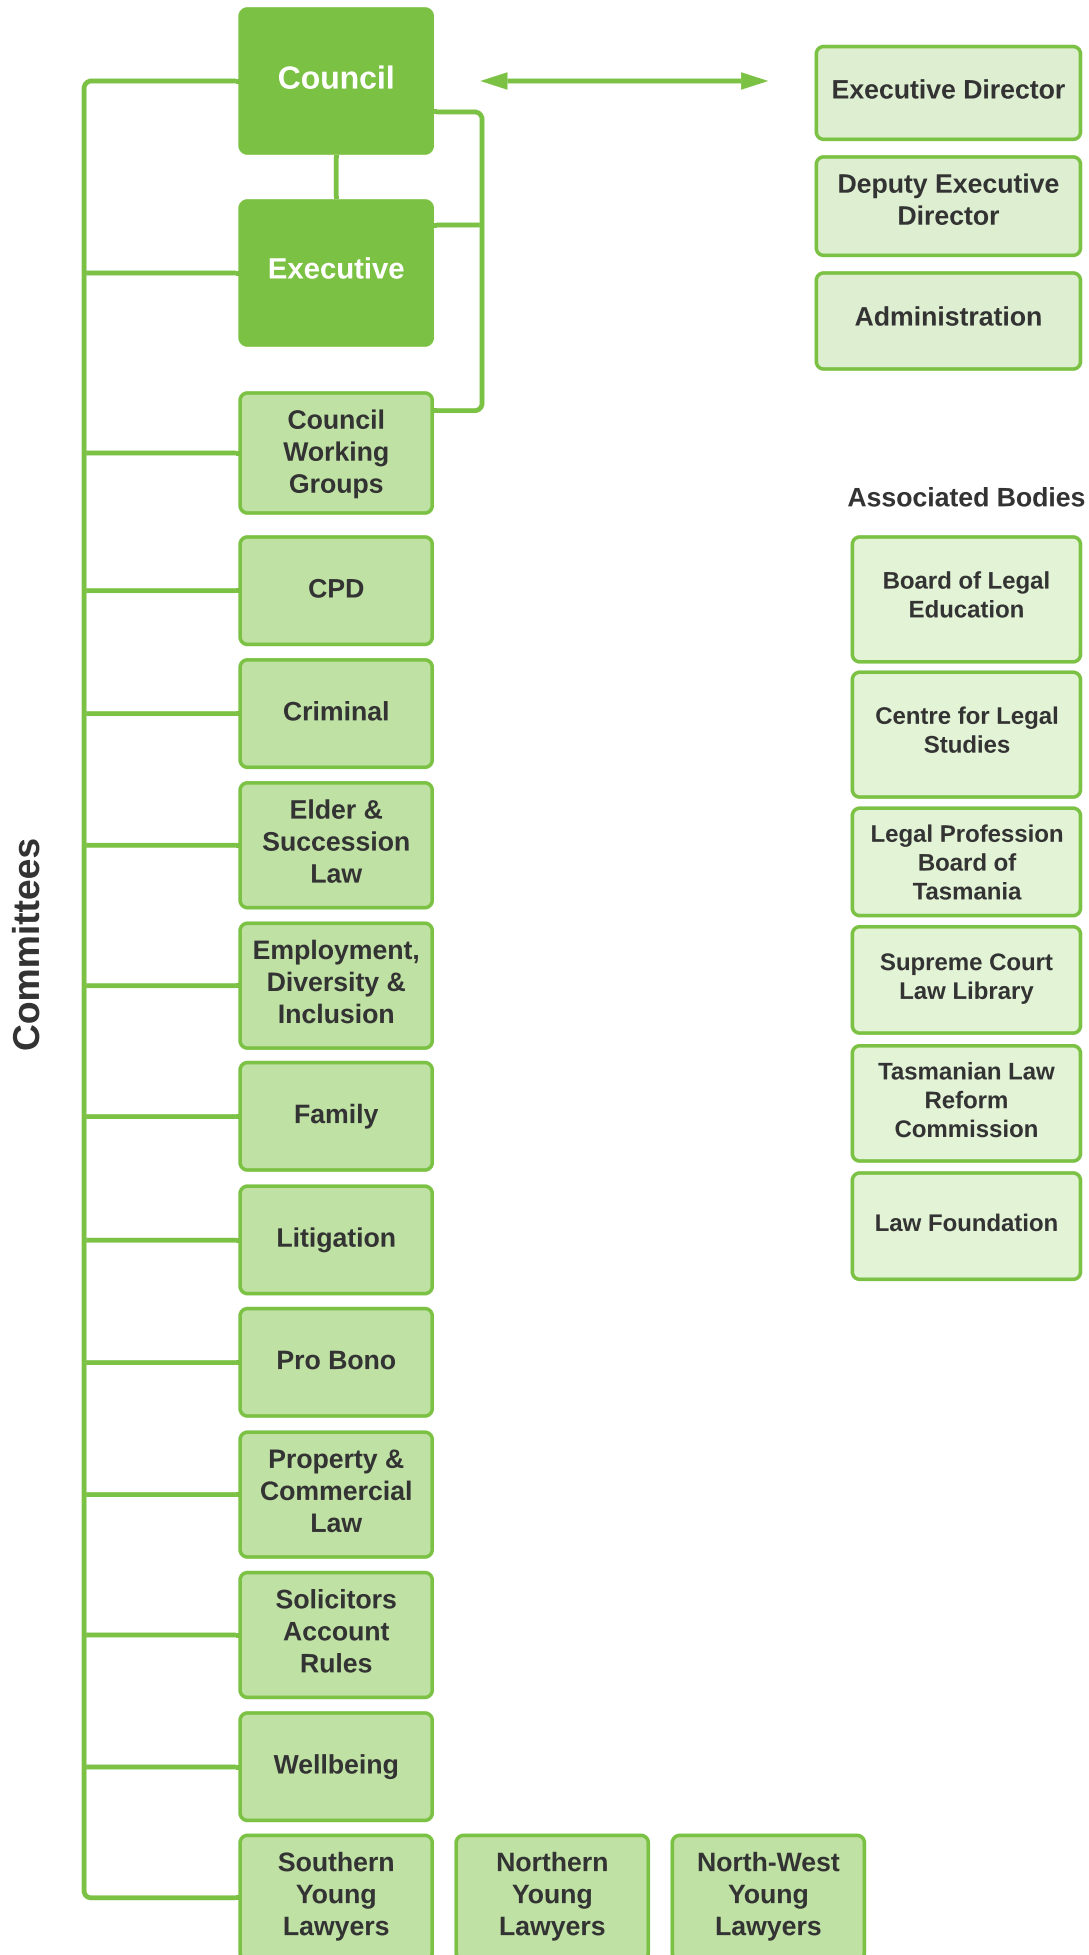 Council
Executive
Council
Working
Groups
CPD
Criminal
Elder &
Succession
Law
Employment,
Diversity &
Inclusion
Family
Litigation
Pro Bono
Property &
Commercial
Law
Solicitors
Account
Rules
Wellbeing
Southern
Young
Lawyers
Northern
Young
Lawyers
North-West
Young
Lawyers
Committees
Executive Director
Deputy Executive
Director
Administration
Associated Bodies
Board of Legal
Education
Centre for Legal
Studies
Legal Profession
Board of
Tasmania
Supreme Court
Law Library
Tasmanian Law
Reform
Commission
Law Foundation